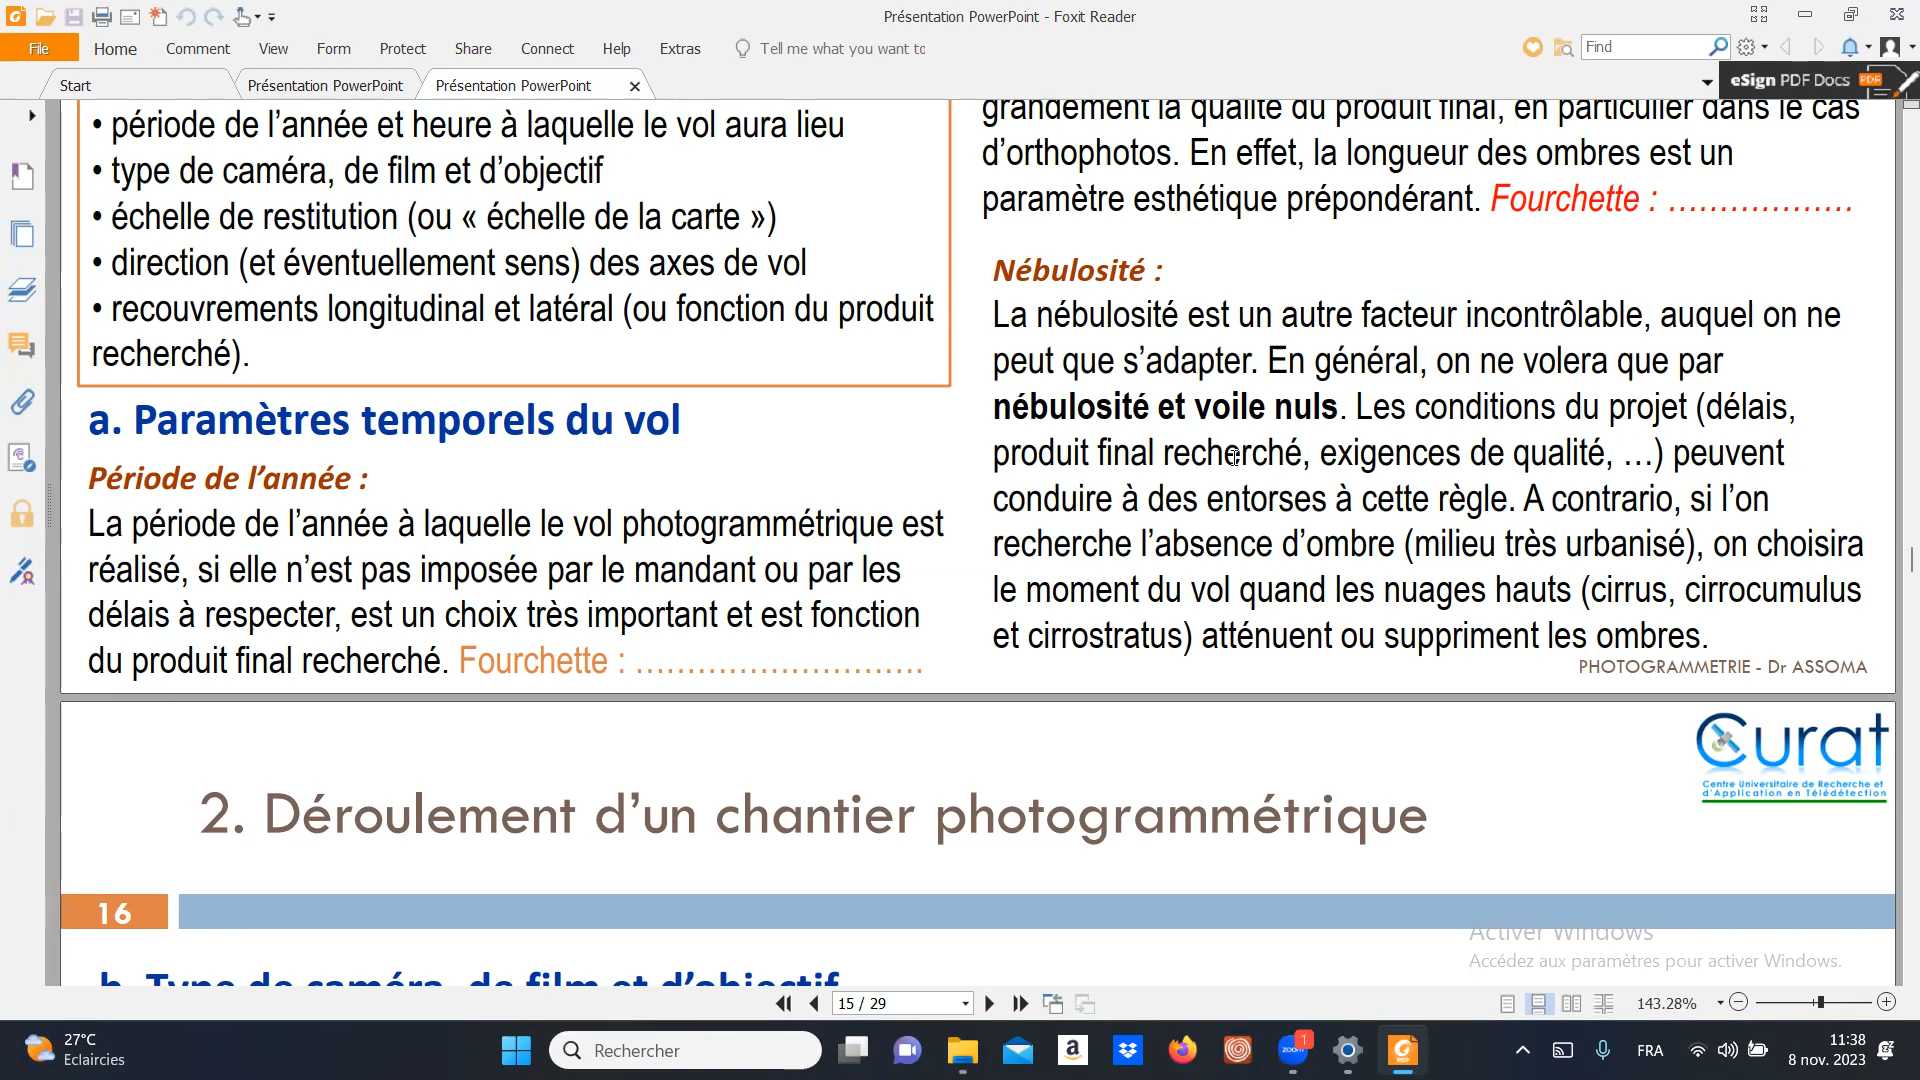 Présentation PowerPoint - Foxit Reader
File
Home
Comment
View
Form
Protect
Share
Connect
Help
Extras
Tell me what you want to
Find
Start
Présentation PowerPoint
Présentation PowerPoint
eSign PDF Docs
PDF
• période de l’année et heure à laquelle le vol aura lieu
• type de caméra, de film et d’objectif
• échelle de restitution (ou « échelle de la carte »)
• direction (et éventuellement sens) des axes de vol
• recouvrements longitudinal et latéral (ou fonction du produit
recherché).
a. Paramètres temporels du vol
Période de l’année :
La période de l’année à laquelle le vol photogrammétrique est
réalisé, si elle n’est pas imposée par le mandant ou par les
délais à respecter, est un choix très important et est fonction
du produit final recherché. Fourchette : ……………………….
grandement la qualité du produit final, en particulier dans le cas
d’orthophotos. En effet, la longueur des ombres est un
paramètre esthétique prépondérant. Fourchette : ………………
Nébulosité :
La nébulosité est un autre facteur incontrôlable, auquel on ne
peut que s’adapter. En général, on ne volera que par
nébulosité et voile nuls. Les conditions du projet (délais,
produit final recherché, exigences de qualité, …) peuvent
conduire à des entorses à cette règle. A contrario, si l’on
recherche l’absence d’ombre (milieu très urbanisé), on choisira
le moment du vol quand les nuages hauts (cirrus, cirrocumulus
et cirrostratus) atténuent ou suppriment les ombres.
PHOTOGRAMMETRIE - Dr ASSOMA
Curat
Centre Universitaire de Recherche et
d’Application en Télédétection
2. Déroulement d’un chantier photogrammétrique
16
b. Type de caméra, de film et d’objectif
Activer Windows
Accédez aux paramètres pour activer Windows.
15 / 29
143.28%
27°C
Eclaircies
Rechercher
zoom
1
FRA
11:38
8 nov. 2023